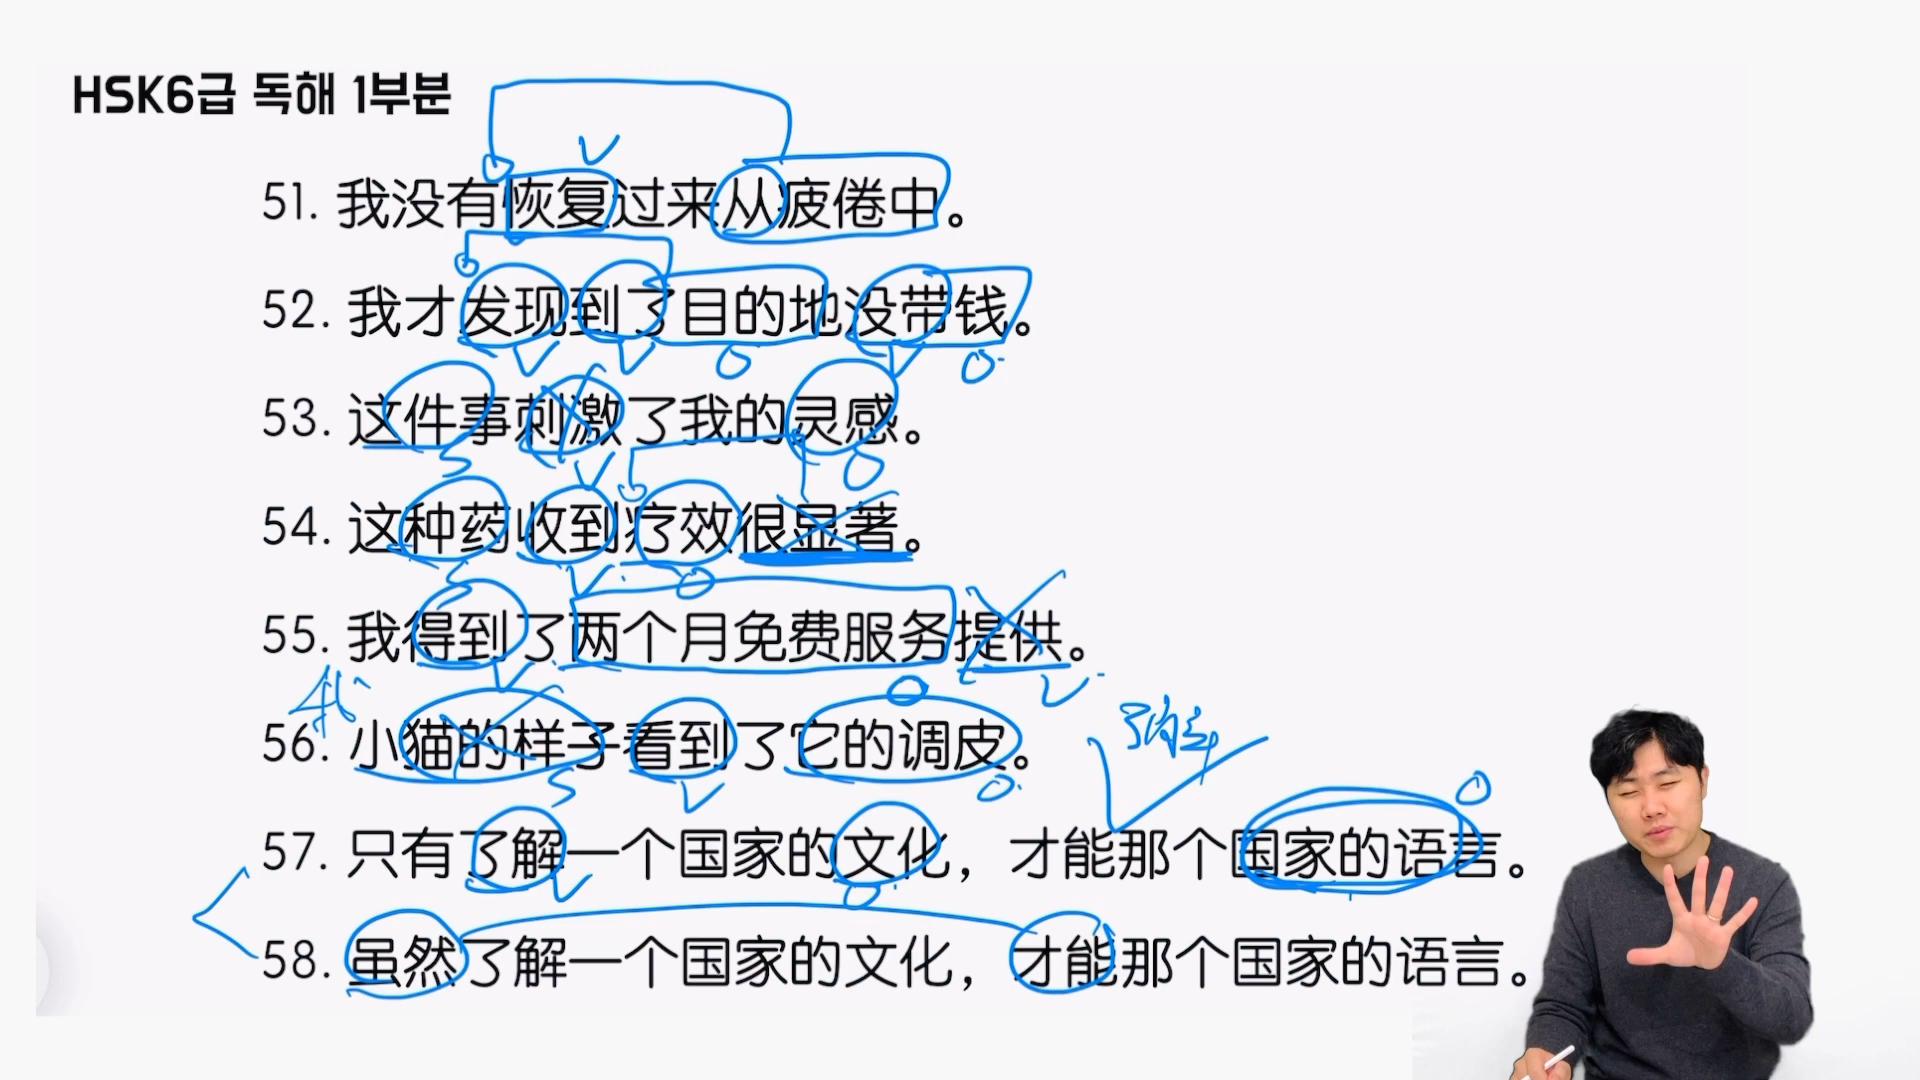 HSK6급 독해 1부분
51. 我没有恢复过来从疲倦中。
52. 我才发现到了目的地没带钱。
53. 这件事刺激了我的灵感。
54. 这种药收到疗效很显著。
55. 我得到了两个月免费服务提供。
56. 小猫的样子看到了它的调皮。
57. 只有了解一个国家的文化，才能那个国家的语言。
58. 虽然了解一个国家的文化，才能那个国家的语言。